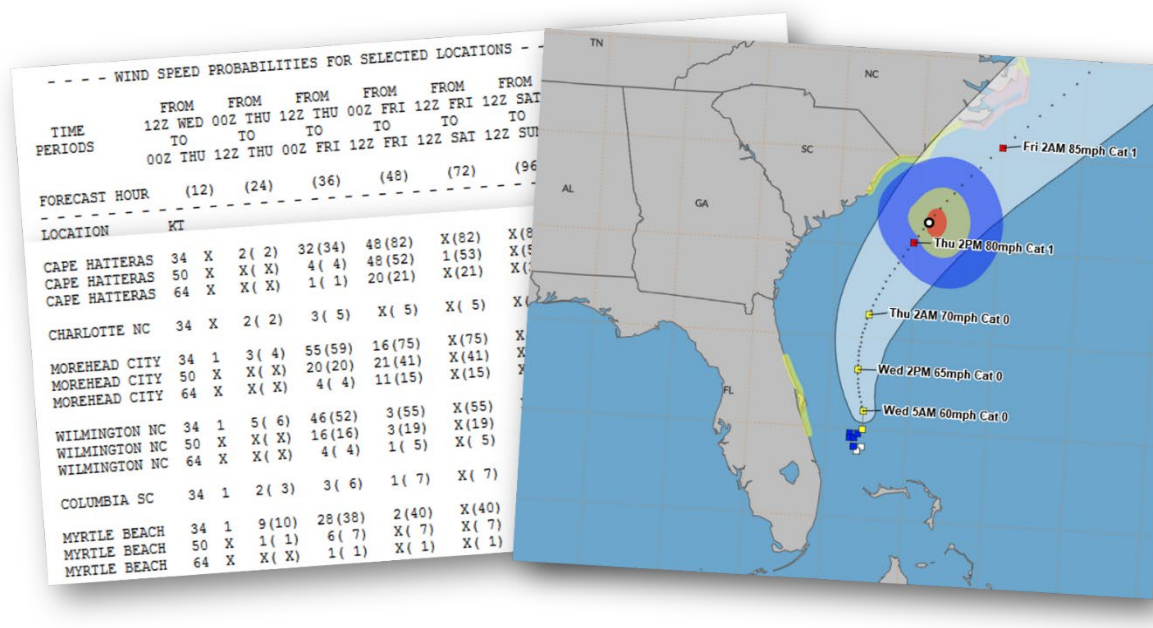 - - - - WIND SPEED PROBABILITIES FOR SELECTED LOCATIONS - -
FROM FROM FROM FROM FROM FROM
TIME 12Z WED 00Z THU 12Z THU 00Z FRI 12Z FRI 12Z SAT
PERIODS TO TO TO TO TO TO
00Z THU 12Z THU 00Z FRI 12Z FRI 12Z SAT 12Z SUN
FORECAST HOUR (12) (24) (36) (48) (72) (96
- - - - - - - - - - - - - - - - - - - - - - - - - - - -
LOCATION KT
CAPE HATTERAS 34 X 2( 2) 32(34) 48(82) X(82) X(8
CAPE HATTERAS 50 X X( X) 4( 4) 48(52) 1(53) X(5
CAPE HATTERAS 64 X X( X) 1( 1) 20(21) X(21)
CHARLOTTE NC 34 X 2( 2) 3( 5) X( 5) X( 5) X(
MOREHEAD CITY 34 1 3( 4) 55(59) 16(75) X(75) X
MOREHEAD CITY 50 X X( X) 20(20) 21(41) X(41) X
MOREHEAD CITY 64 X X( X) 4( 4) 11(15) X(15) X
WILMINGTON NC 34 1 5( 6) 46(52) 3(55) X(55)
WILMINGTON NC 50 X X( X) 16(16) 3(19) X(19)
WILMINGTON NC 64 X X( X) 4( 4) 1( 5) X( 5)
COLUMBIA SC 34 1 2( 3) 3( 6) 1( 7) X( 7)
MYRTLE BEACH 34 1 9(10) 28(38) 2(40) X(40)
MYRTLE BEACH 50 X 1( 1) 6( 7) X( 7) X( 7)
MYRTLE BEACH 64 X X( X) 1( 1) X( 1) X( 1)
TN
NC
SC
AL
GA
FL
Fri 2AM 85mph Cat 1
Thu 2PM 80mph Cat 1
Thu 2AM 70mph Cat 0
Wed 2PM 65mph Cat 0
Wed 5AM 60mph Cat 0